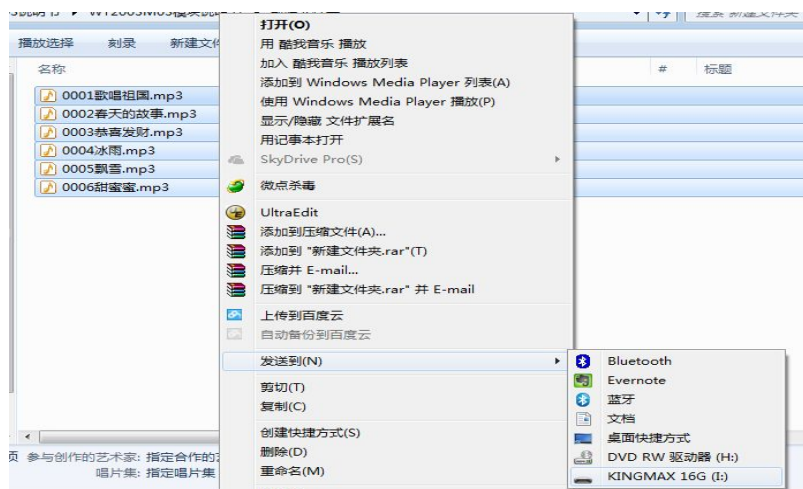 播放选择 刻录 新建文件
名称
# 标题
0001歌唱祖国.mp3
0002春天的故事.mp3
0003恭喜发财.mp3
0004冰雨.mp3
0005飘雪.mp3
0006甜蜜蜜.mp3
打开(O)
用 酷我音乐 播放
加入 酷我音乐 播放列表
添加到 Windows Media Player 列表(A)
使用 Windows Media Player 播放(P)
显示/隐藏 文件扩展名
用记事本打开
SkyDrive Pro(S)
微点杀毒
UltraEdit
添加到压缩文件(A)...
添加到 "新建文件夹.rar"(T)
压缩并 E-mail...
压缩到 "新建文件夹.rar" 并 E-mail
上传到百度云
自动备份到百度云
发送到(N)
剪切(T)
复制(C)
创建快捷方式(S)
删除(D)
重命名(M)
Bluetooth
Evernote
蓝牙
文档
桌面快捷方式
DVD RW 驱动器 (H:)
KINGMAX 16G (I:)
参与创作的艺术家: 指定合作的
唱片集: 指定唱片集